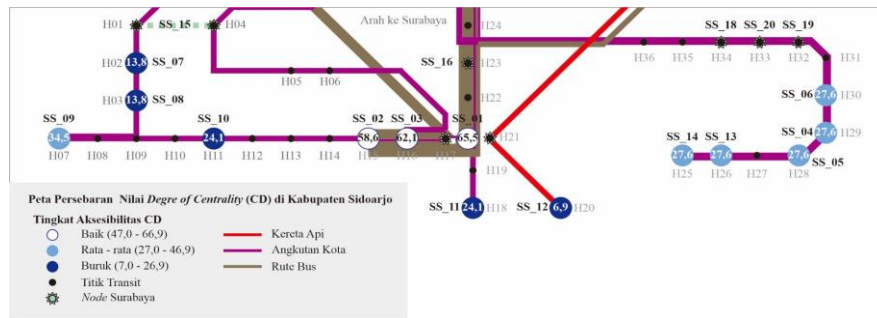 H01
SS_15
H04
Arah ke Surabaya
H24
SS_18
SS_20
SS_19
H36
H35
H34
H33
H32
H31
H02
13,8
SS_07
H05
H06
SS_16
H23
H03
13,8
SS_08
H22
SS_06
27,6
H30
SS_09
SS_10
SS_02
SS_03
SS_01
34,5
24,1
58,6
62,1
65,5
H21
SS_14
SS_13
SS_04
27,6
H29
H07
H08
H09
H10
H11
H12
H13
H14
H15
H16
H17
27,6
27,6
27,6
SS_05
H25
H26
H27
H28
H19
SS_11
24,1
H18
SS_12
6,9
H20
Peta Persebaran Nilai Degree of Centrality (CD) di Kabupaten Sidoarjo
Tingkat Aksesibilitas CD
Baik (47,0 - 66,9)
Kereta Api
Rata - rata (27,0 - 46,9)
Angkutan Kota
Buruk (7,0 - 26,9)
Rute Bus
Titik Transit
Node Surabaya